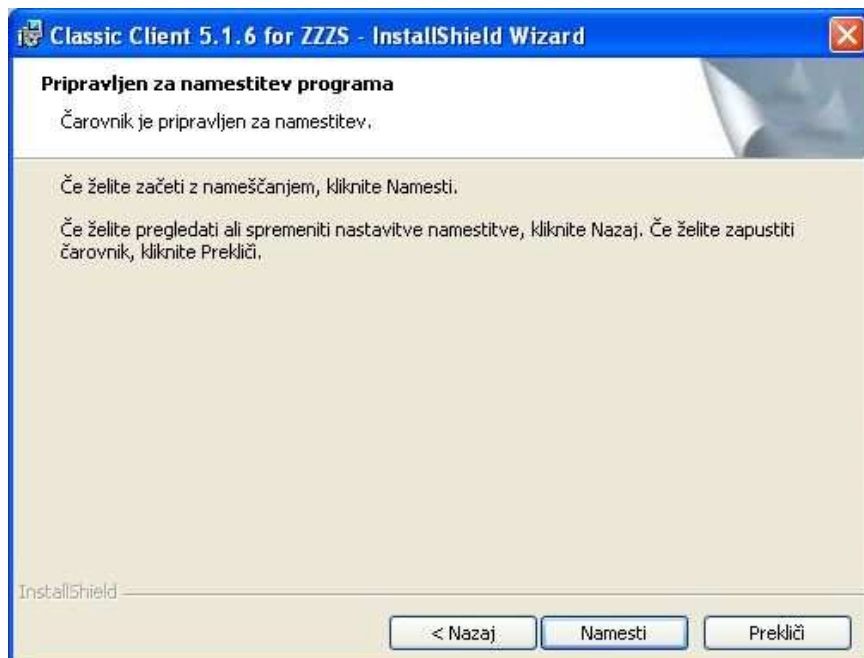 Classic Client 5.1.6 for ZZZS - InstallShield Wizard
Pripravljen za namestitev programa
Čarovnik je pripravljen za namestitev.
Če želite začeti z nameščanjem, kliknite Namesti.
Če želite pregledati ali spremeniti nastavitve namestitve, kliknite Nazaj. Če želite zapustiti
čarovnik, kliknite Prekliči.
InstallShield
< Nazaj
Namesti
Prekliči